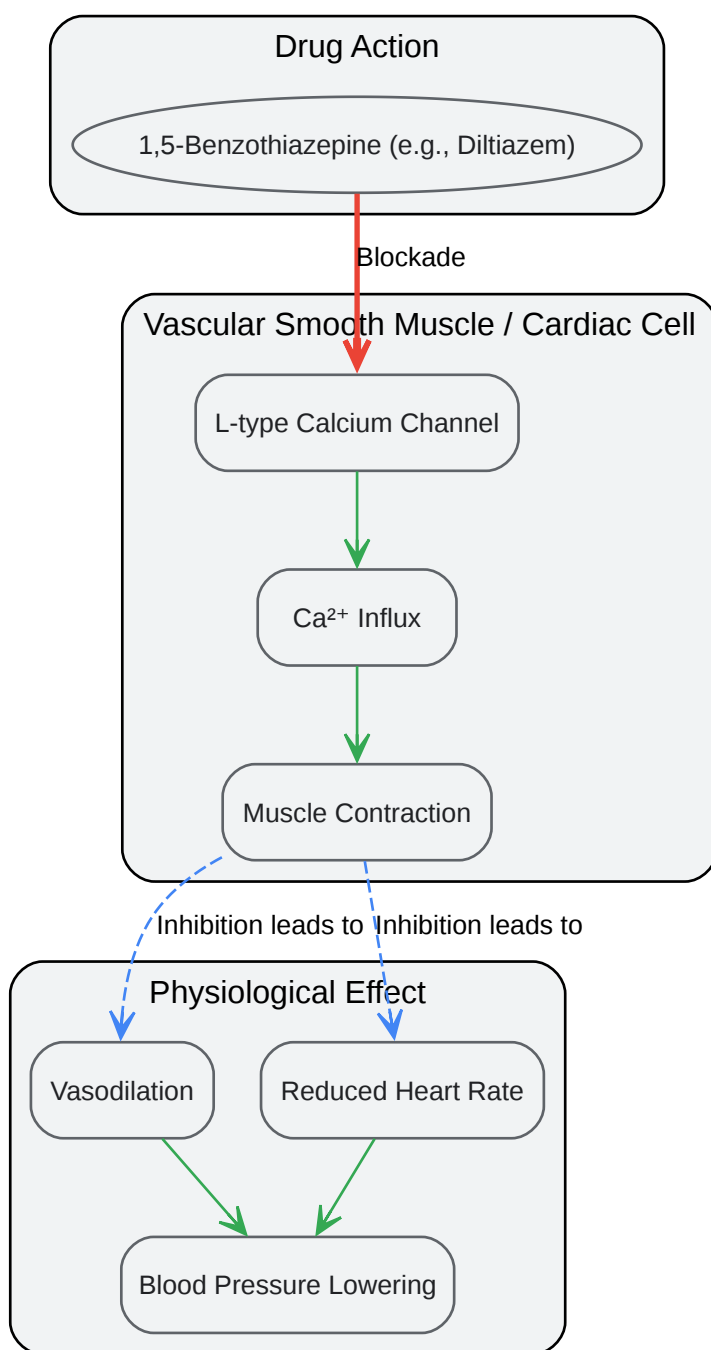 Drug Action
1,5-Benzothiazepine (e.g., Diltiazem)
Blockade
Vascular Smooth Muscle / Cardiac Cell
L-type Calcium Channel
Ca²⁺ Influx
Muscle Contraction
Inhibition leads to
Inhibition leads to
Physiological Effect
Vasodilation
Reduced Heart Rate
Blood Pressure Lowering